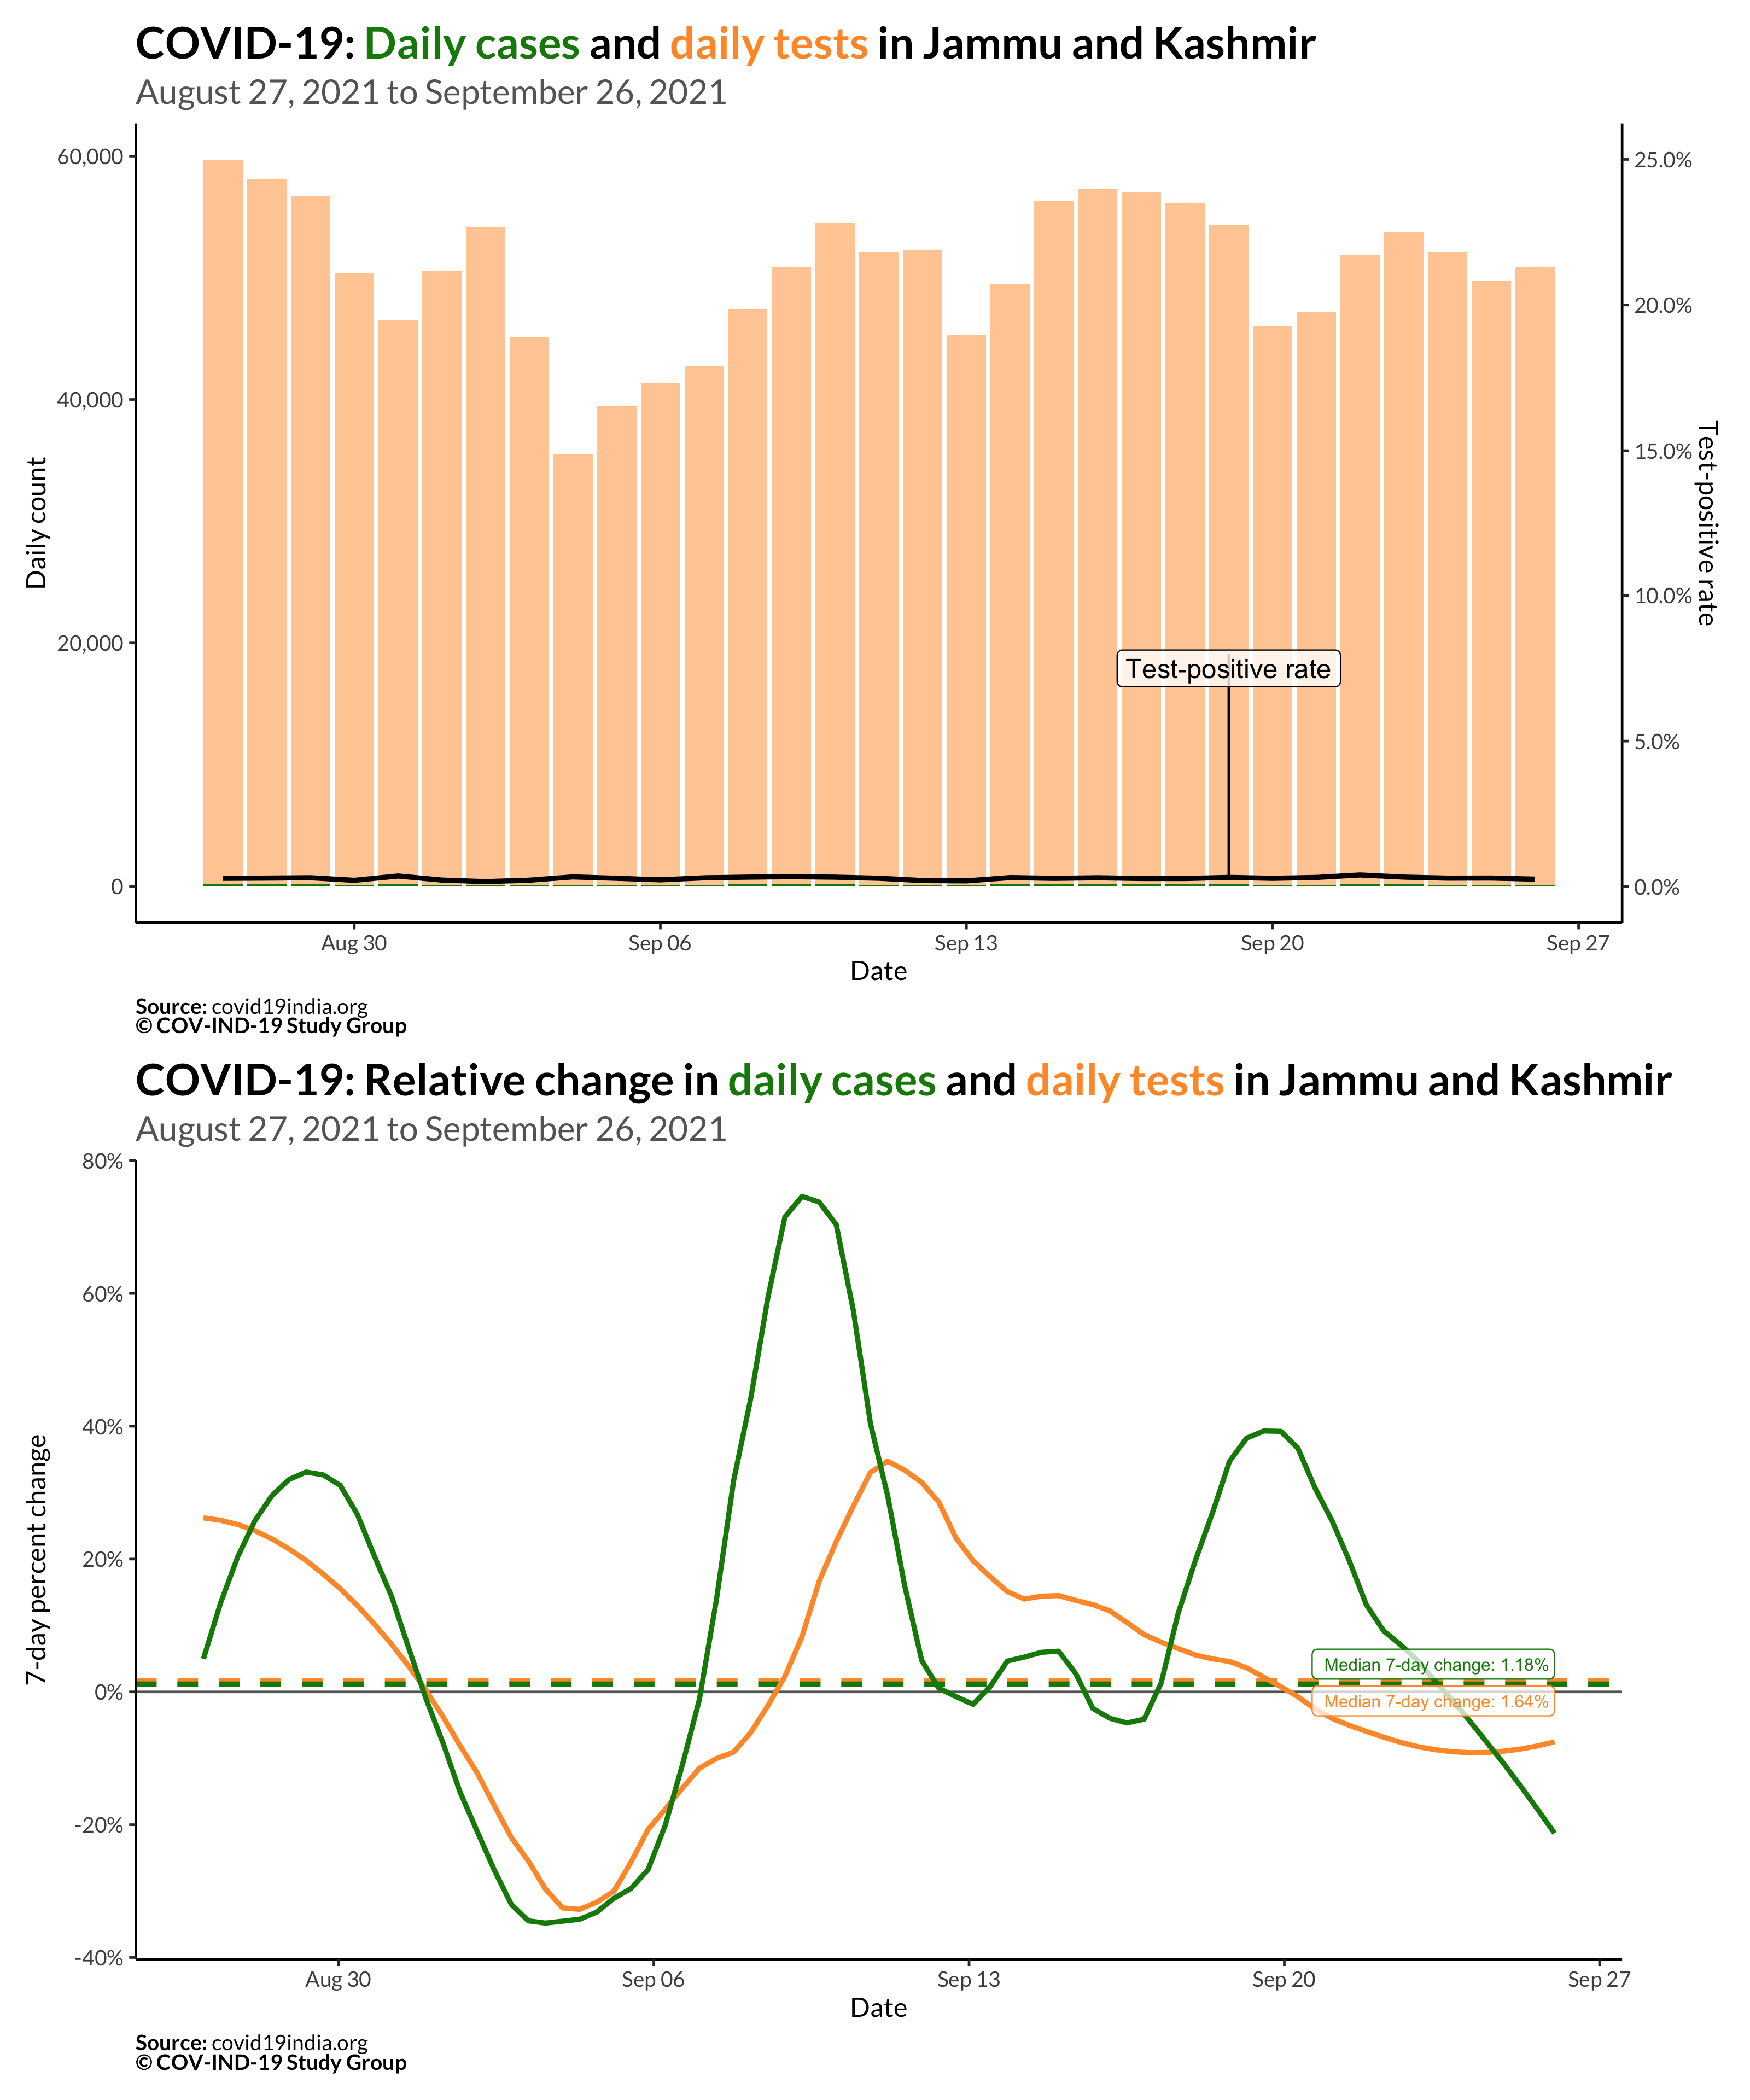 COVID-19: Daily cases and daily tests in Jammu and Kashmir
August 27, 2021 to September 26, 2021
60,000
40,000
20,000
0
Daily count
25.0%
20.0%
15.0%
10.0%
5.0%
0.0%
Test-positive rate
Test-positive rate
Aug 30
Sep 06
Sep 13
Sep 20
Sep 27
Date
Source: covid19india.org
© COV-IND-19 Study Group
COVID-19: Relative change in daily cases and daily tests in Jammu and Kashmir
August 27, 2021 to September 26, 2021
80%
60%
40%
20%
0%
-20%
-40%
7-day percent change
Median 7-day change: 1.18%
Median 7-day change: 1.64%
Aug 30
Sep 06
Sep 13
Sep 20
Sep 27
Date
Source: covid19india.org
© COV-IND-19 Study Group